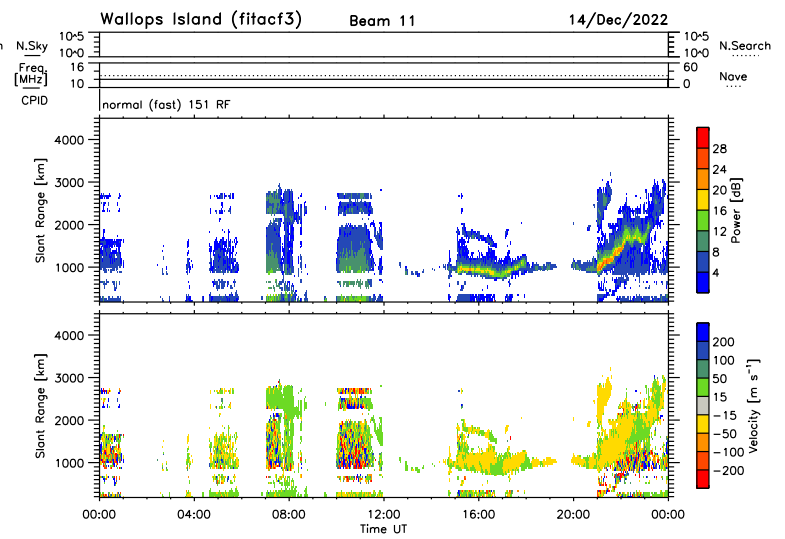 Wallops Island (fitacf3) Beam 11 14/Dec/2022
n N.Sky 10^5 10^5 N.Search
10^0 10^0
Freq. 16 60 Nave
[MHz] 10 0
CPID normal (fast) 151 RF
Slant Range [km]
4000
3000
2000
1000
Power [dB]
28
24
20
16
12
8
4
Slant Range [km]
4000
3000
2000
1000
Velocity [m s⁻¹]
200
100
50
15
-15
-50
-100
-200
00:00 04:00 08:00 12:00 16:00 20:00 00:00
Time UT